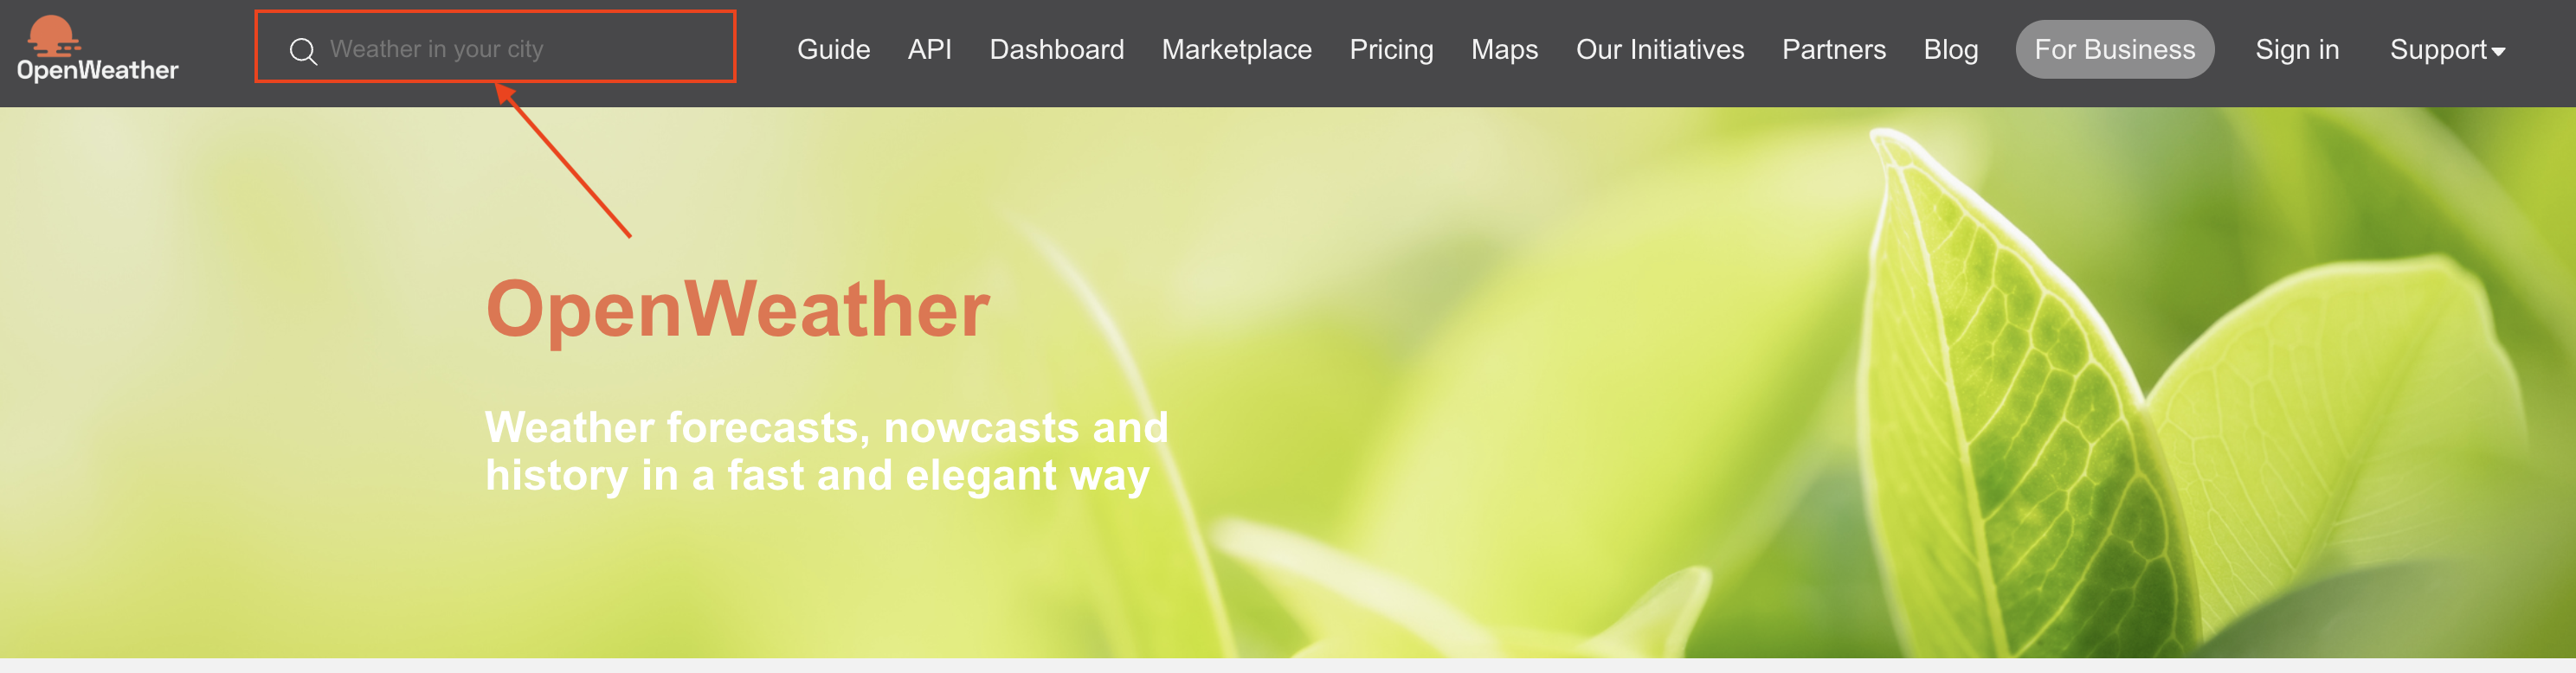 OpenWeather
Weather in your city
Guide API Dashboard Marketplace Pricing Maps Our Initiatives Partners Blog For Business Sign in Support
OpenWeather
Weather forecasts, nowcasts and
history in a fast and elegant way